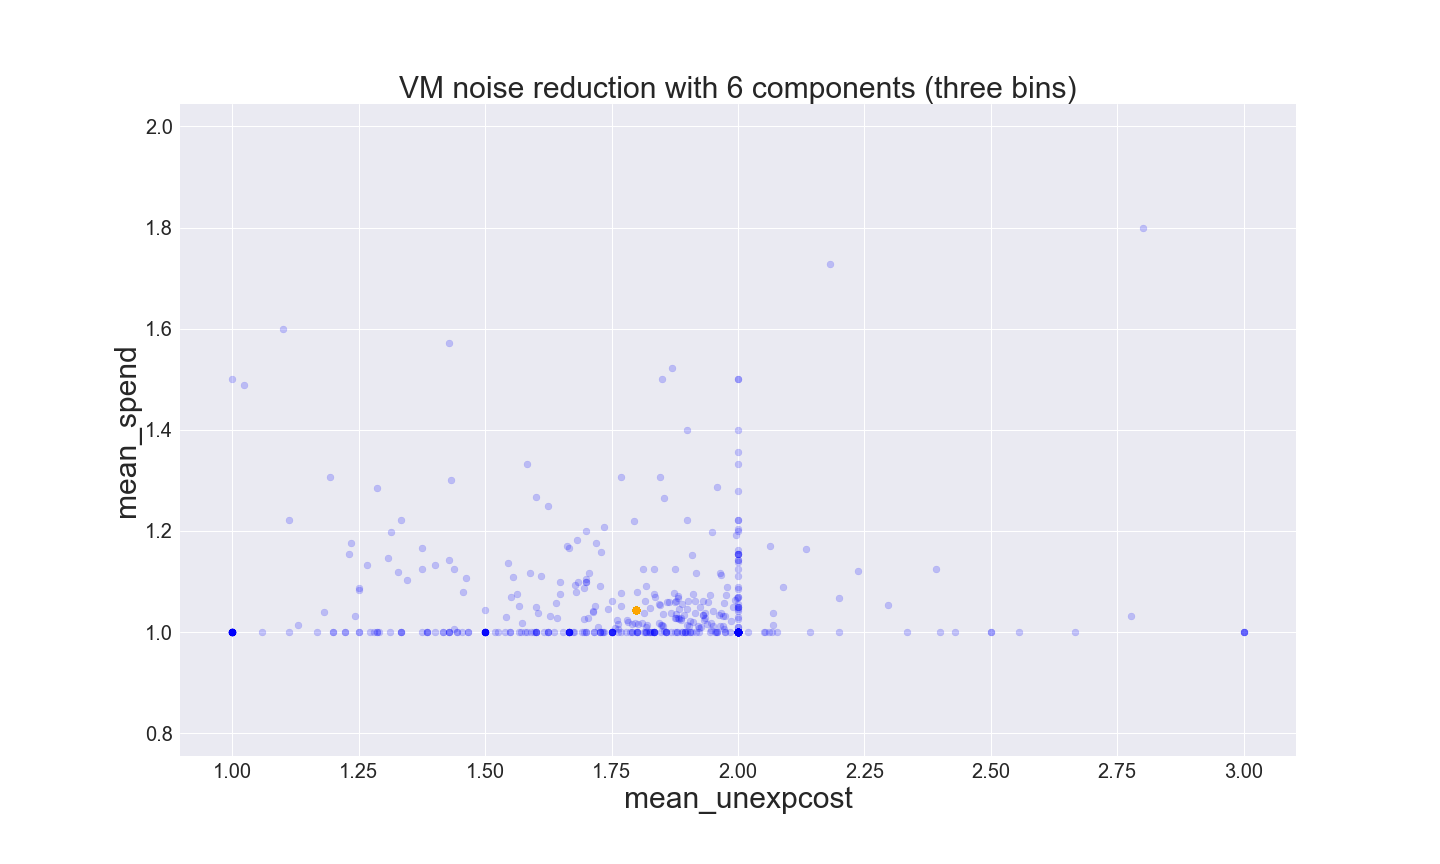 VM noise reduction with 6 components (three bins)
mean_spend
2.0
1.8
1.6
1.4
1.2
1.0
0.8
1.00 1.25 1.50 1.75 2.00 2.25 2.50 2.75 3.00
mean_unexpcost